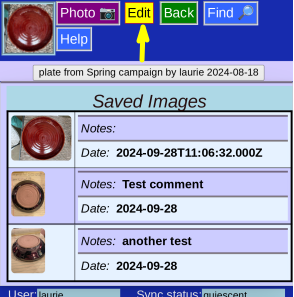 Photo 📷 Edit Back Find 🔎
Help
plate from Spring campaign by laurie 2024-08-18
Saved Images
Notes:
Date: 2024-09-28T11:06:32.000Z
Notes: Test comment
Date: 2024-09-28
Notes: another test
Date: 2024-09-28
User: laurie Sync status: quiescent